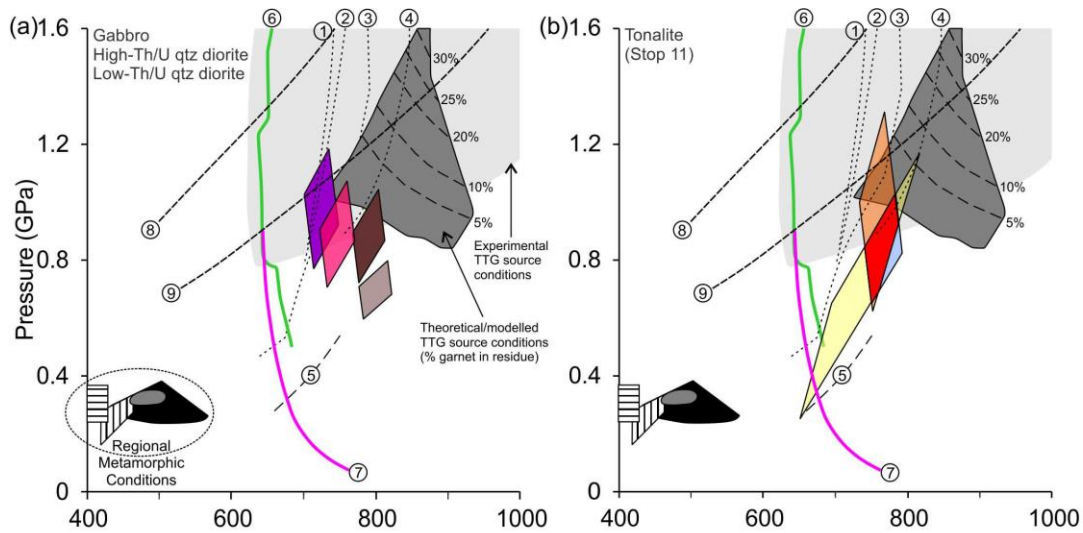 (a)
Gabbro
High-Th/U qtz diorite
Low-Th/U qtz diorite
6
1
2
3
4
30%
25%
20%
10%
5%
8
9
Experimental
TTG source
conditions
Theoretical/modelled
TTG source conditions
(% garnet in residue)
5
7
Regional
Metamorphic
Conditions
Pressure (GPa)
1.6
1.2
0.8
0.4
0
400
600
800
1000
(b)
Tonalite
(Stop 11)
6
1
2
3
4
30%
25%
20%
10%
5%
8
9
5
7
1.6
1.2
0.8
0.4
0
400
600
800
1000